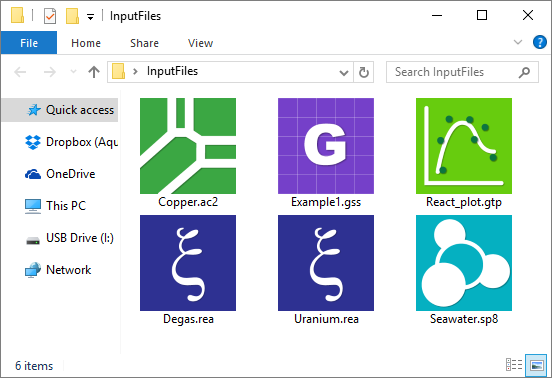 InputFiles
File Home Share View
InputFiles
Search InputFiles
Quick access
Dropbox (Aqu
OneDrive
This PC
USB Drive (I:)
Network
G
Copper.ac2 Example1.gss React_plot.gtp
ξ ξ
Degas.rea Uranium.rea Seawater.sp8
6 items